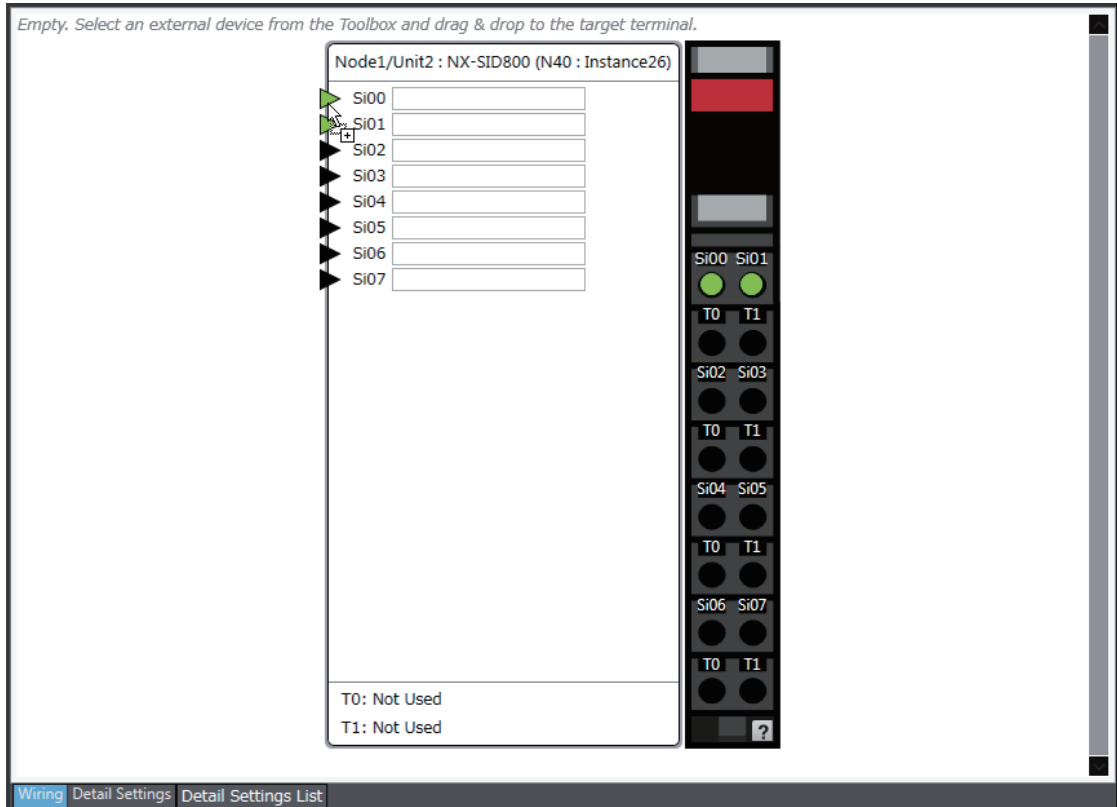 Empty. Select an external device from the Toolbox and drag & drop to the target terminal.
Node1/Unit2 : NX-SID800 (N40 : Instance26)
Si00
Si01
Si02
Si03
Si04
Si05
Si06
Si07
T0: Not Used
T1: Not Used
Si00 Si01
T0 T1
Si02 Si03
T0 T1
Si04 Si05
T0 T1
Si06 Si07
T0 T1
?
Wiring Detail Settings Detail Settings List